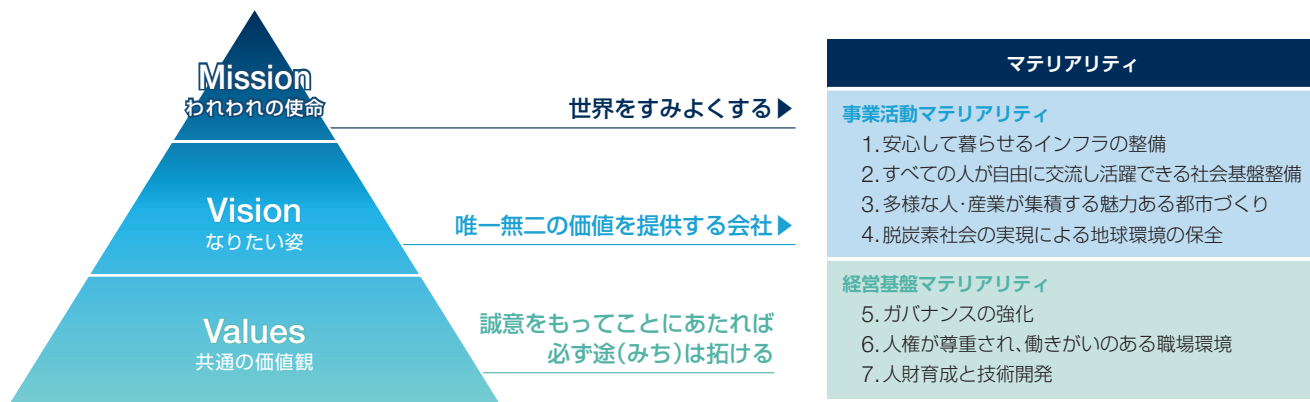 Mission
われわれの使命
世界をすみよくする▶
Vision
なりたい姿
唯一無二の価値を提供する会社▶
Values
共通の価値観
誠意をもってことにあたれば
必ず途(みち)は拓ける
マテリアリティ
事業活動マテリアリティ
1.安心して暮らせるインフラの整備
2.すべての人が自由に交流し活躍できる社会基盤整備
3.多様な人・産業が集積する魅力ある都市づくり
4.脱炭素社会の実現による地球環境の保全
経営基盤マテリアリティ
5.ガバナンスの強化
6.人権が尊重され、働きがいのある職場環境
7.人財育成と技術開発